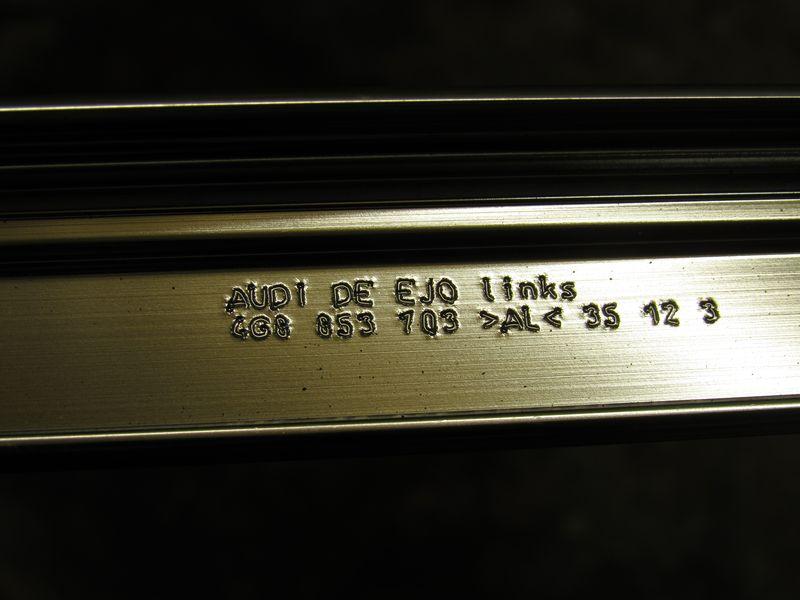 AUDI DE EJO links
4G8 853 703 >AL< 35 12 3